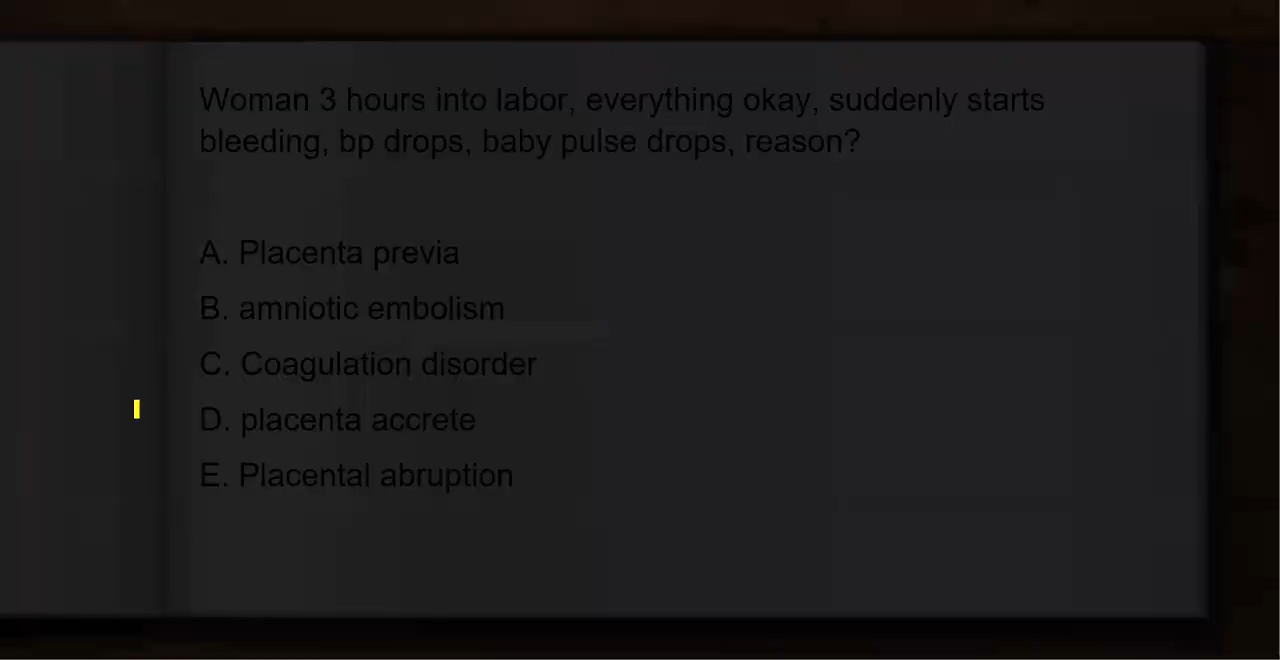 Woman 3 hours into labor, everything okay, suddenly starts
bleeding, bp drops, baby pulse drops, reason?
A. Placenta previa
B. amniotic embolism
C. Coagulation disorder
D. placenta accrete
E. Placental abruption